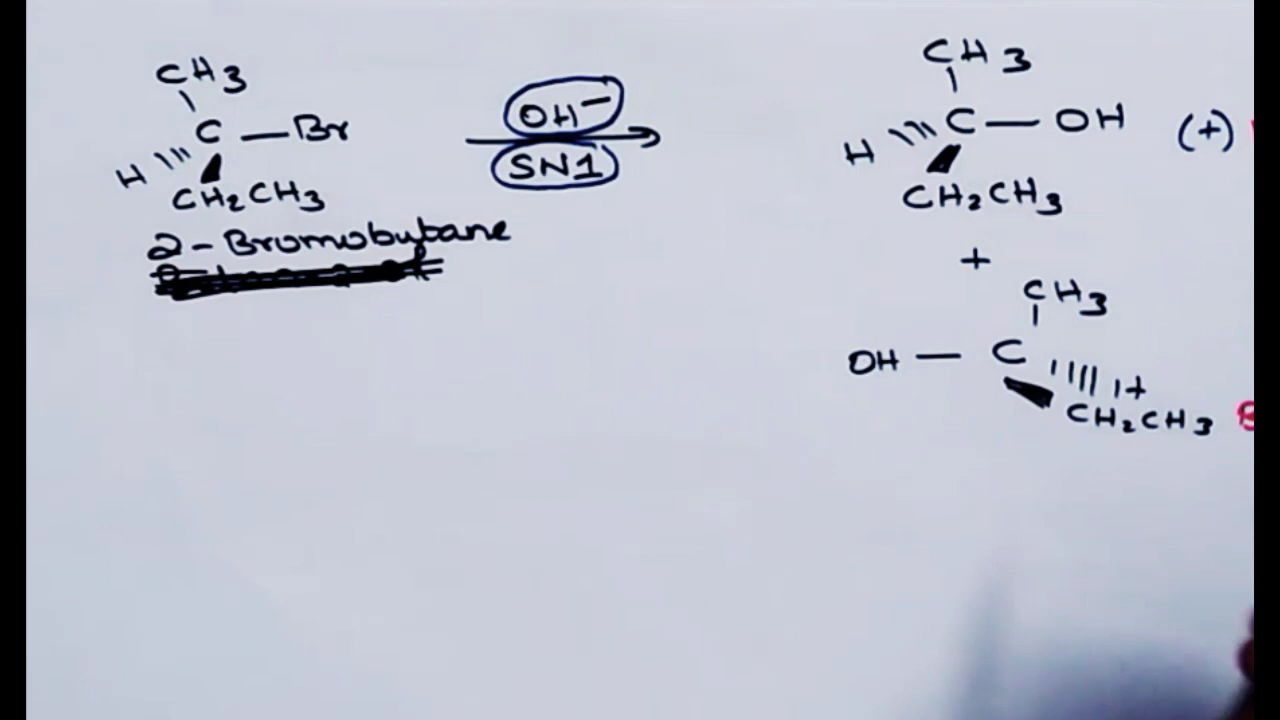 CH3
C — Br
H
CH2CH3
2 - Bromobutane
OH−
SN1
CH3
C — OH (+)
H
CH2CH3
+
CH3
OH — C
H
CH2CH3